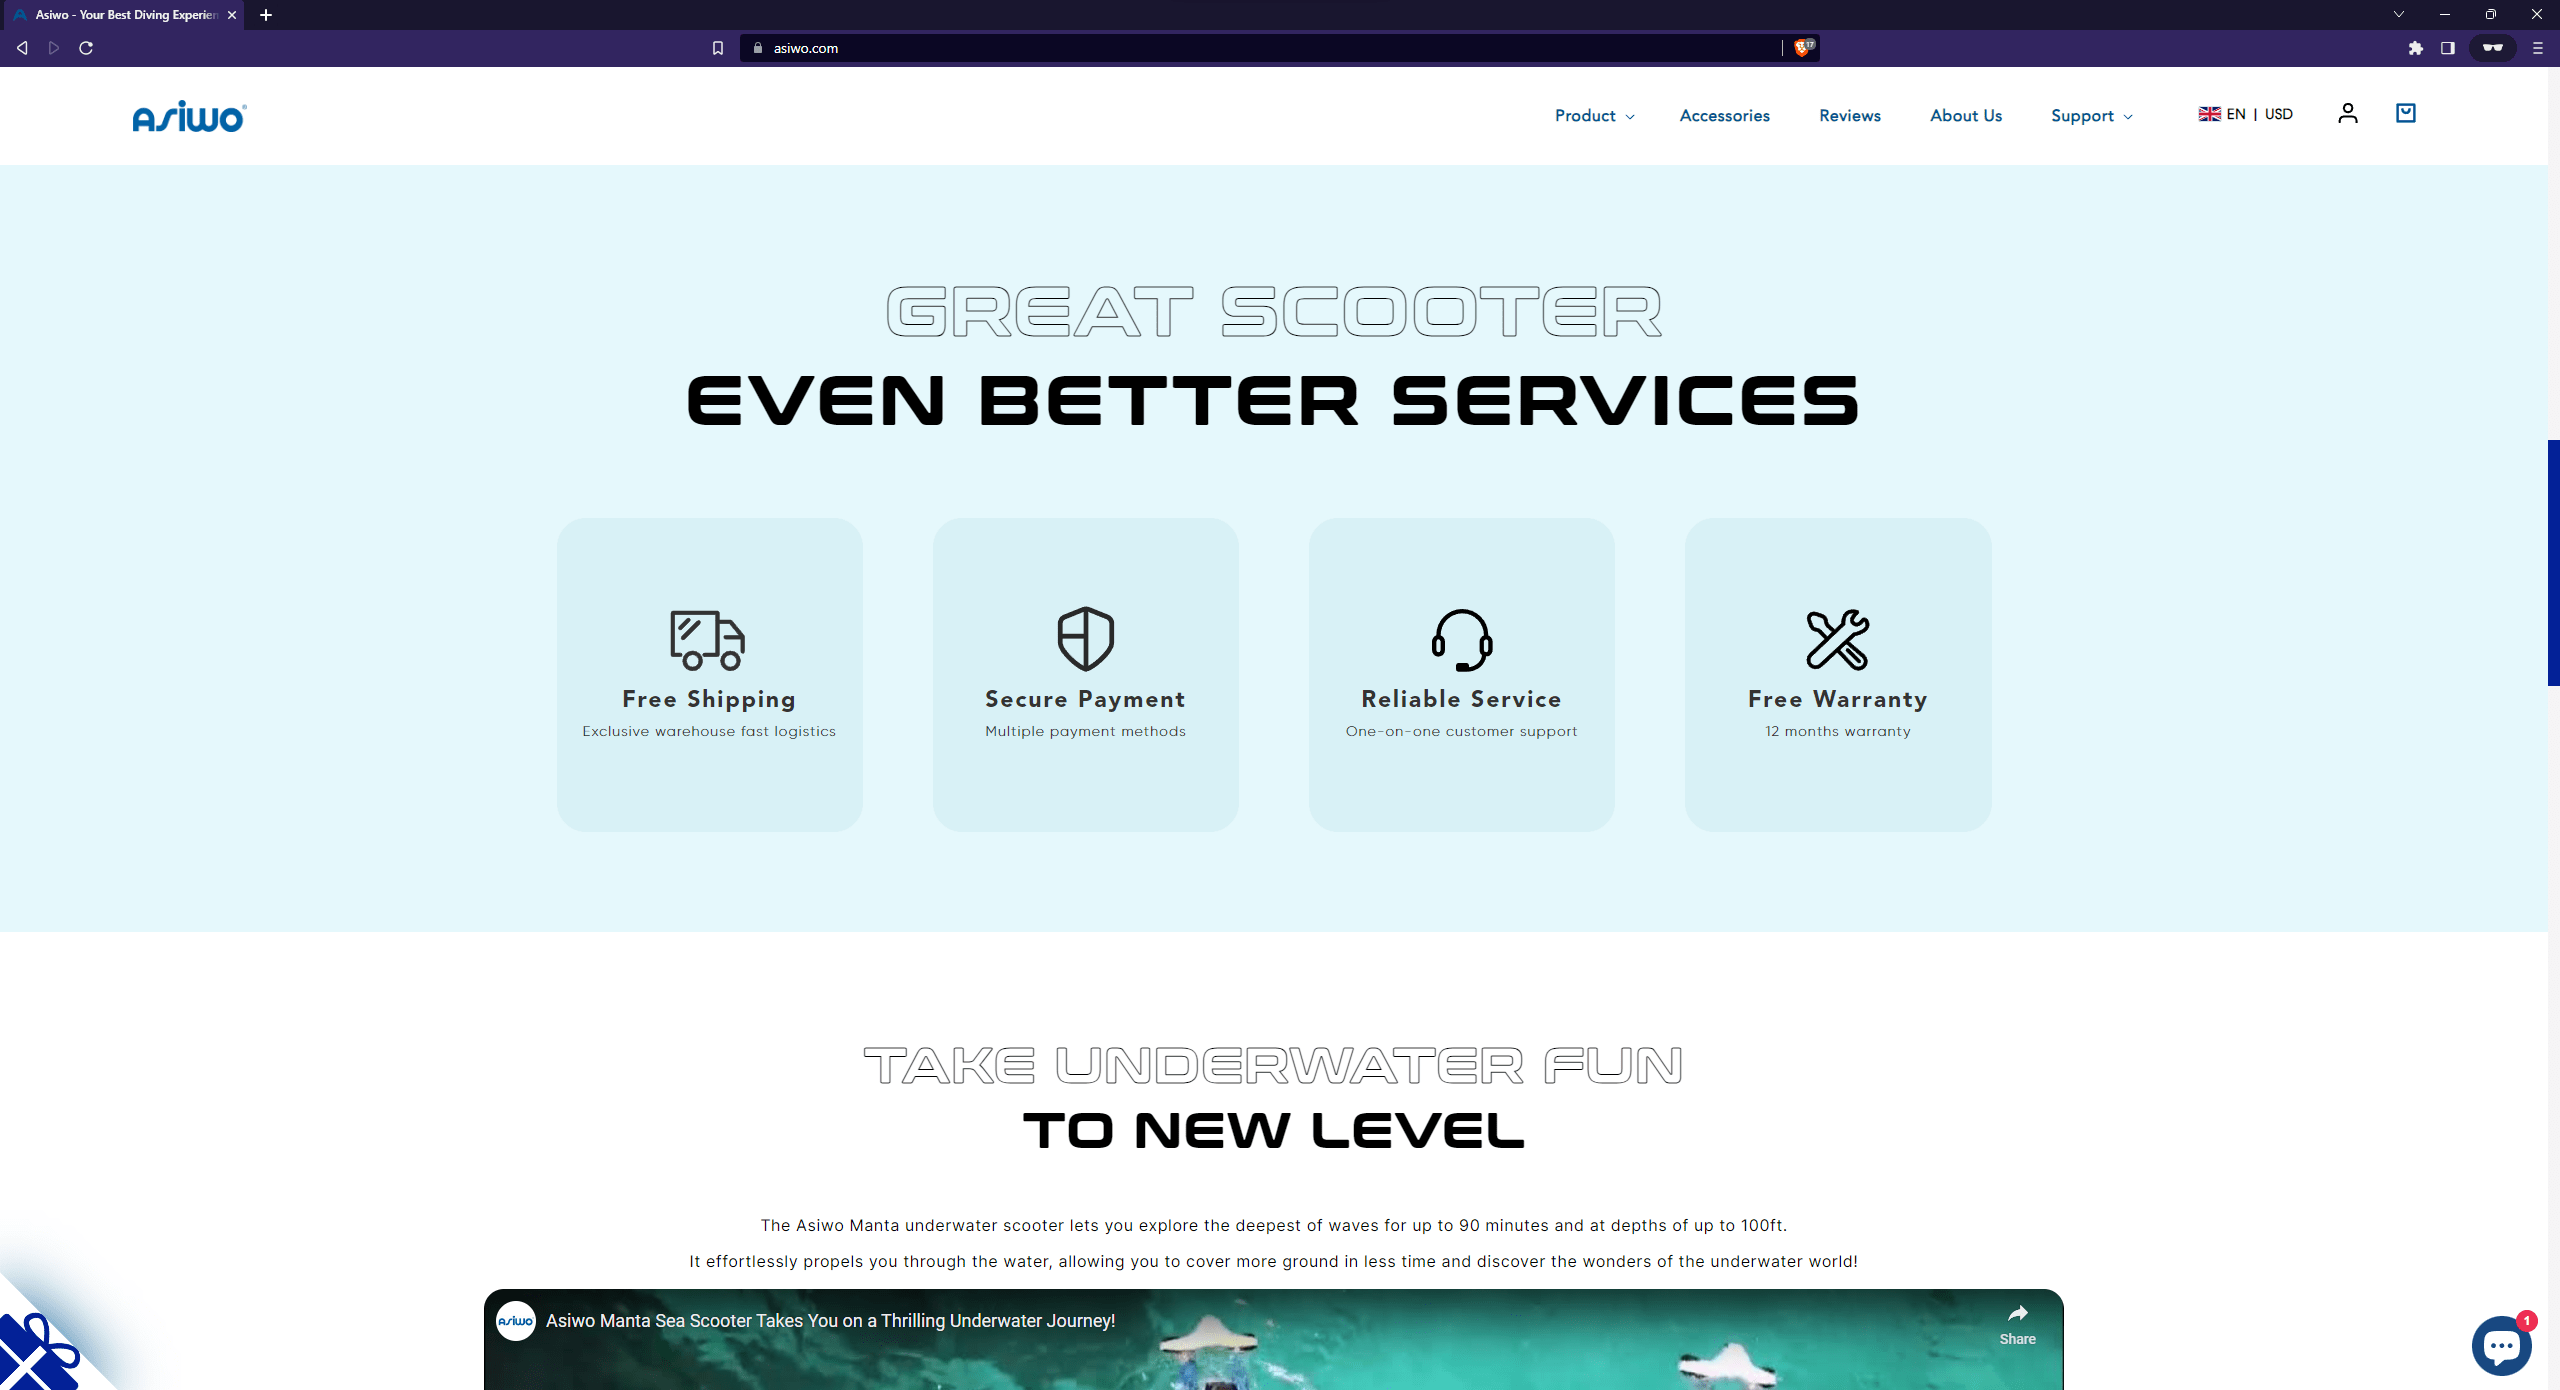 Asiwo - Your Best Diving Experien
asiwo.com
17
Asiwo®
Product
Accessories
Reviews
About Us
Support
EN | USD
GREAT SCOOTER
EVEN BETTER SERVICES
Free Shipping
Exclusive warehouse fast logistics
Secure Payment
Multiple payment methods
Reliable Service
One-on-one customer support
Free Warranty
12 months warranty
TAKE UNDERWATER FUN
TO NEW LEVEL
The Asiwo Manta underwater scooter lets you explore the deepest of waves for up to 90 minutes and at depths of up to 100ft.
It effortlessly propels you through the water, allowing you to cover more ground in less time and discover the wonders of the underwater world!
Asiwo
Asiwo Manta Sea Scooter Takes You on a Thrilling Underwater Journey!
Share
1